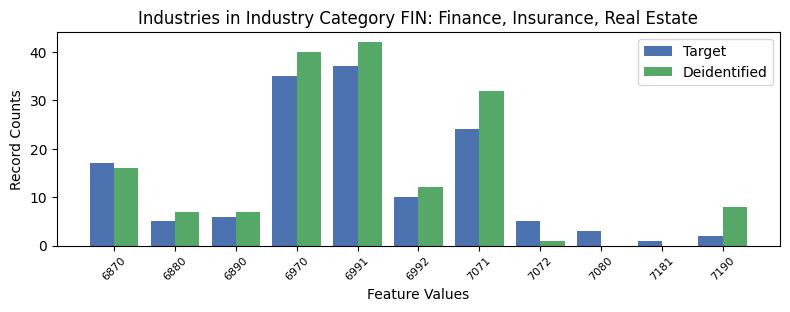 Industries in Industry Category FIN: Finance, Insurance, Real Estate
Target
Deidentified
Record Counts
40
30
20
10
0
6870 6880 6890 6970 6991 6992 7071 7072 7080 7181 7190
Feature Values